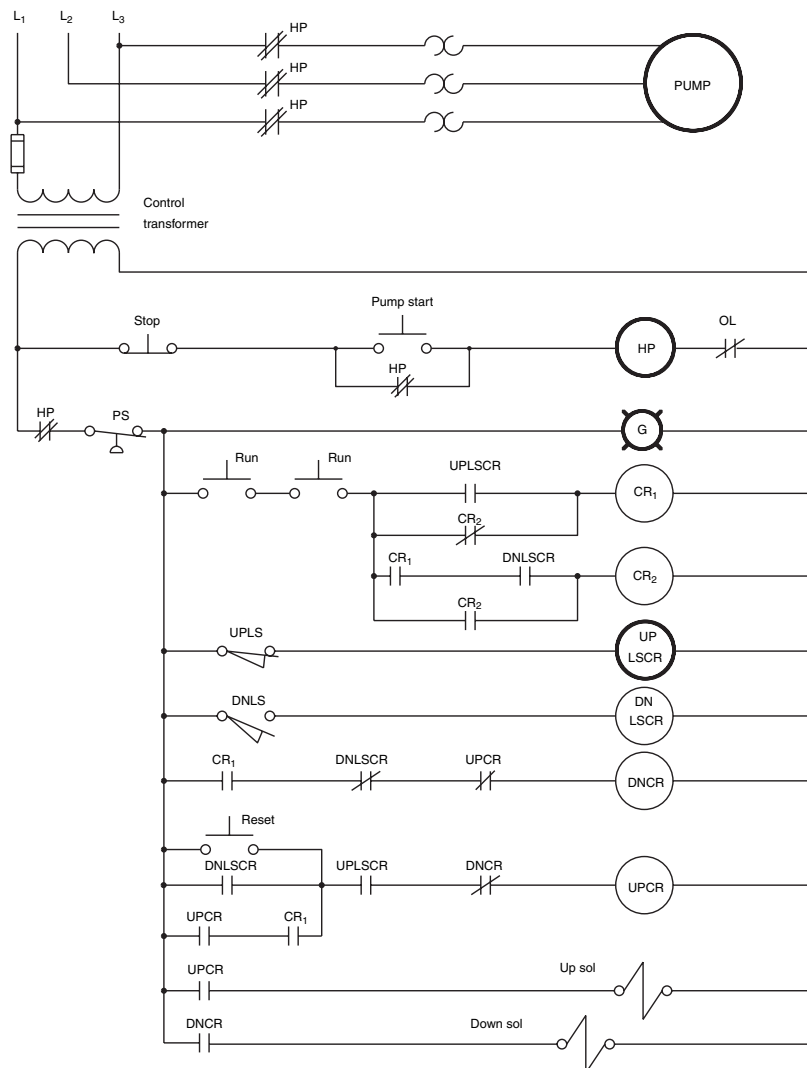 L1 L2 L3
HP
HP
HP
PUMP
Control
transformer
Stop
Pump start
HP
HP
OL
HP
PS
G
Run
Run
UPLSCR
CR1
CR2
CR1
DNLSCR
CR2
CR2
UPLS
UP
LSCR
DNLS
DN
LSCR
CR1
DNLSCR
UPCR
DNCR
Reset
DNLSCR
UPLSCR
DNCR
UPCR
UPCR
CR1
UPCR
Up sol
DNCR
Down sol